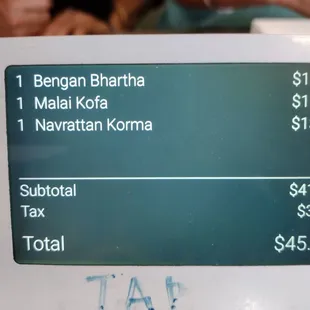 1 Bengan Bhartha $1
1 Malai Kofa $1
1 Navrattan Korma $1
Subtotal $41
Tax $3
Total $45.
TAP